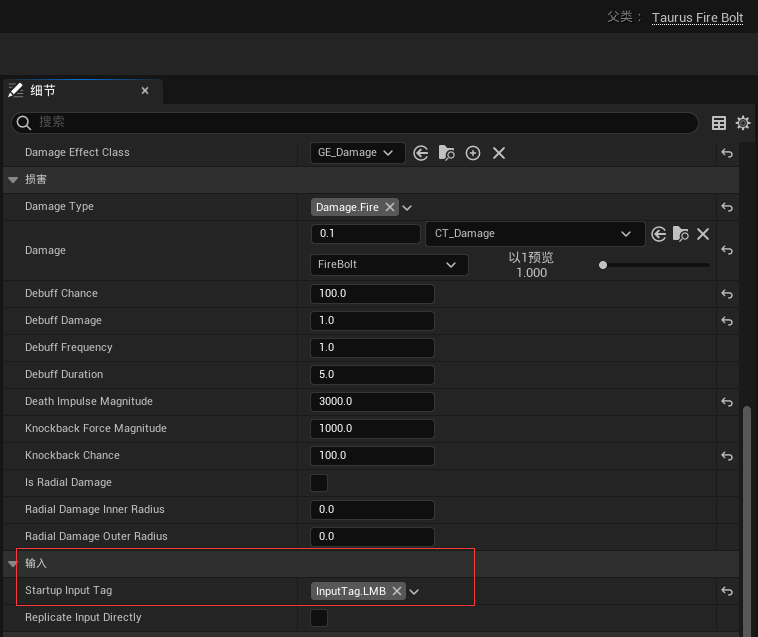 父类： Taurus Fire Bolt
细节
搜索
Damage Effect Class GE_Damage
损害
Damage Type Damage.Fire
Damage 0.1 CT_Damage
FireBolt 以1预览
1.000
Debuff Chance 100.0
Debuff Damage 1.0
Debuff Frequency 1.0
Debuff Duration 5.0
Death Impulse Magnitude 3000.0
Knockback Force Magnitude 1000.0
Knockback Chance 100.0
Is Radial Damage
Radial Damage Inner Radius 0.0
Radial Damage Outer Radius 0.0
输入
Startup Input Tag InputTag.LMB
Replicate Input Directly